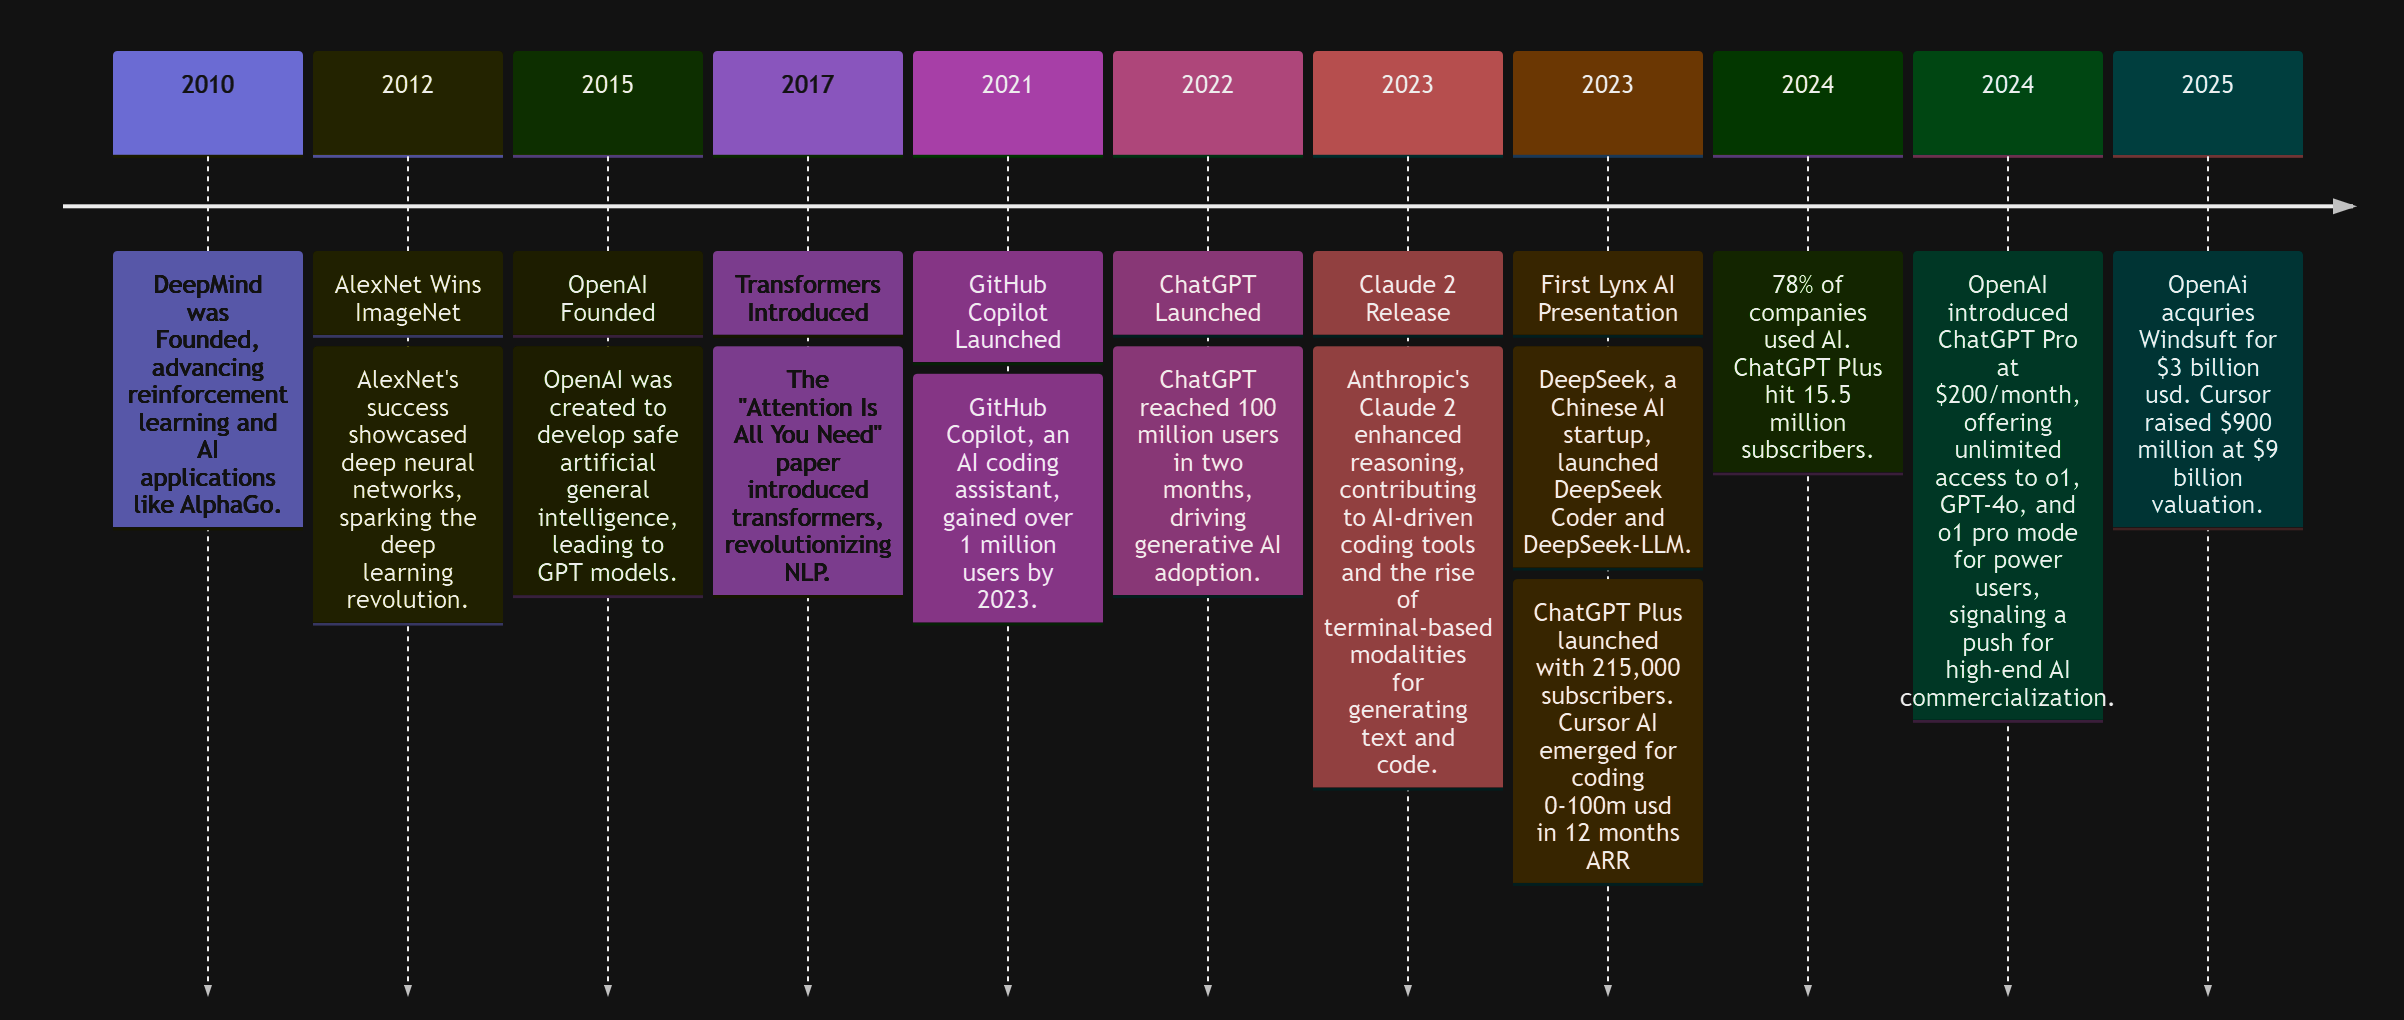 2010
2012
2015
2017
2021
2022
2023
2023
2024
2024
2025
DeepMind
was
Founded,
advancing
reinforcement
learning and
AI
applications
like AlphaGo.
AlexNet Wins
ImageNet
AlexNet's
success
showcased
deep neural
networks,
sparking the
deep
learning
revolution.
OpenAI
Founded
OpenAI was
created to
develop safe
artificial
general
intelligence,
leading to
GPT models.
Transformers
Introduced
The
"Attention Is
All You Need"
paper
introduced
transformers,
revolutionizing
NLP.
GitHub
Copilot
Launched
GitHub
Copilot, an
AI coding
assistant,
gained over
1 million
users by
2023.
ChatGPT
Launched
ChatGPT
reached 100
million users
in two
months,
driving
generative AI
adoption.
Claude 2
Release
Anthropic's
Claude 2
enhanced
reasoning,
contributing
to AI-driven
coding tools
and the rise
of
terminal-based
modalities
for
generating
text and
code.
First Lynx AI
Presentation
DeepSeek, a
Chinese AI
startup,
launched
DeepSeek
Coder and
DeepSeek-LLM.
ChatGPT Plus
launched
with 215,000
subscribers.
Cursor AI
emerged for
coding
0-100m usd
in 12 months
ARR
78% of
companies
used AI.
ChatGPT Plus
hit 15.5
million
subscribers.
OpenAI
introduced
ChatGPT Pro
at
$200/month,
offering
unlimited
access to o1,
GPT-4o, and
o1 pro mode
for power
users,
signaling a
push for
high-end AI
commercialization.
OpenAi
acquries
Windsuft for
$3 billion
usd. Cursor
raised $900
million at $9
billion
valuation.